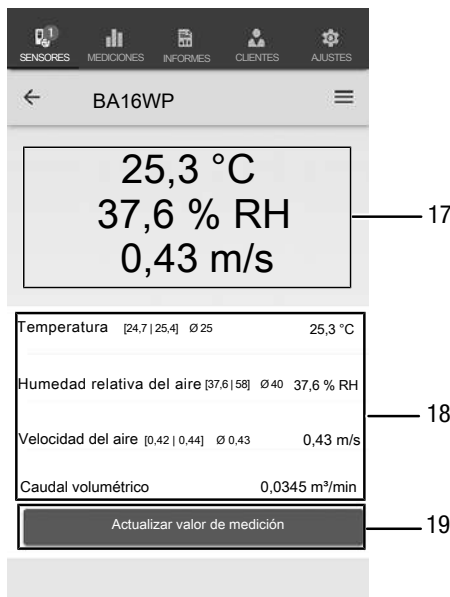 1
SENSORES MEDICIONES INFORMES CLIENTES AJUSTES
BA16WP
25,3 °C
37,6 % RH
0,43 m/s
17
Temperatura [24,7 | 25,4] Ø 25 25,3 °C
Humedad relativa del aire [37,6 | 58] Ø 40 37,6 % RH
18
Velocidad del aire [0,42 | 0,44] Ø 0,43 0,43 m/s
Caudal volumétrico 0,0345 m³/min
Actualizar valor de medición 19